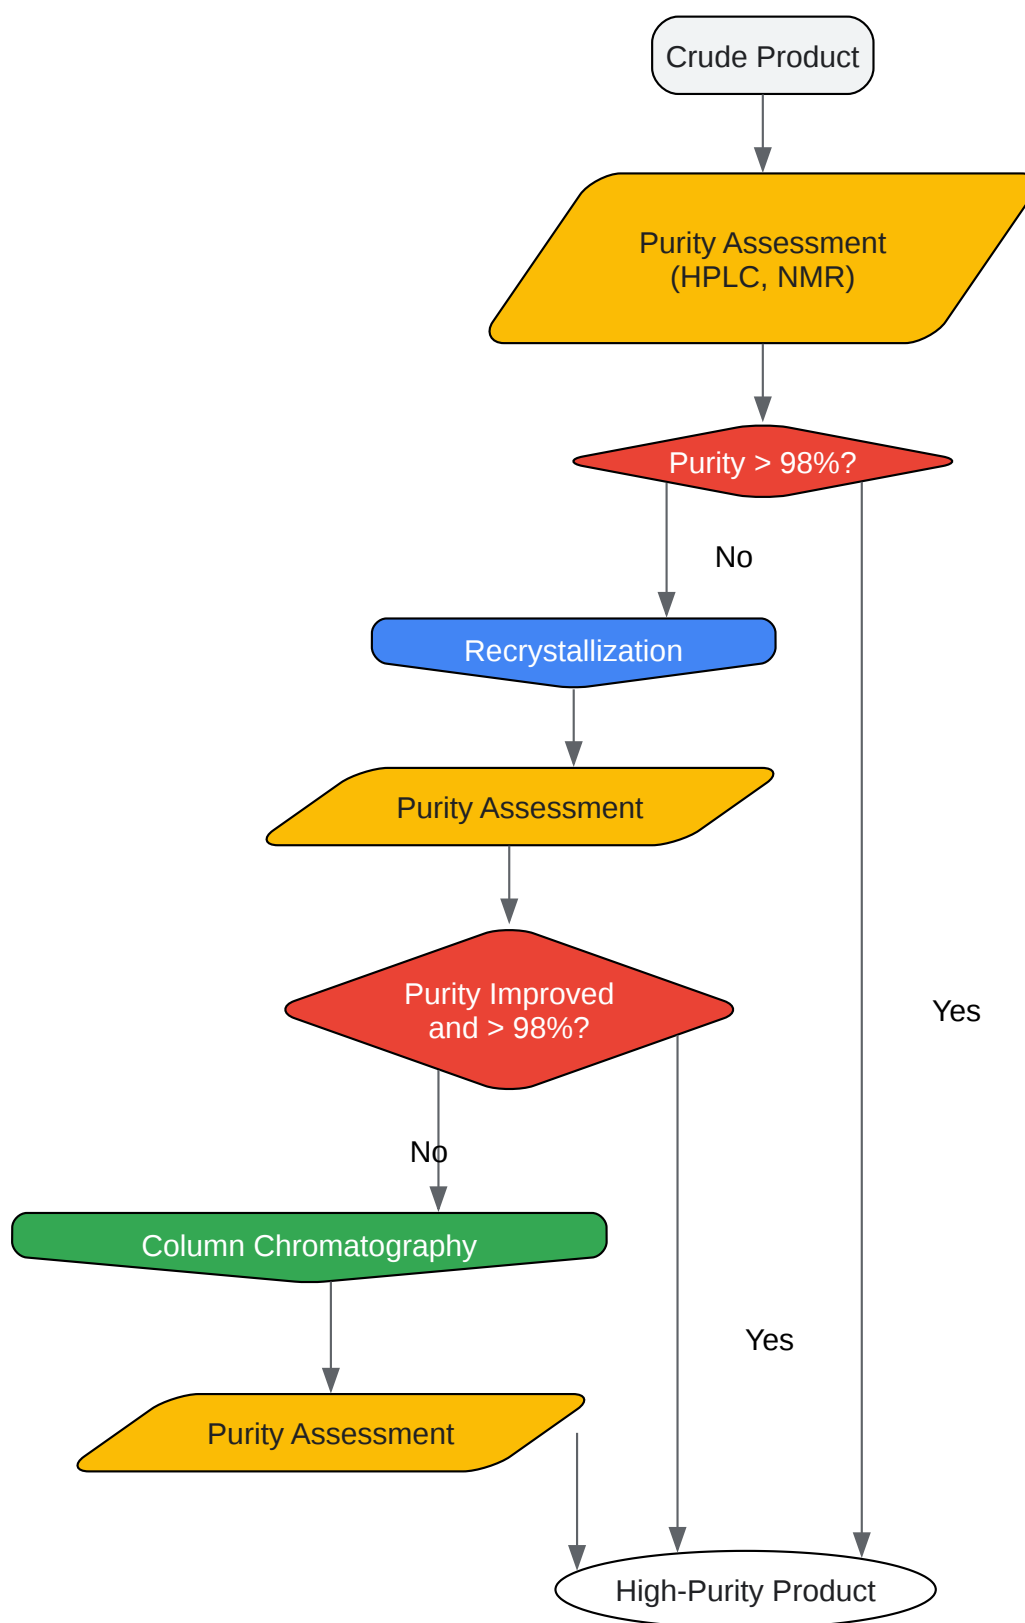 Crude Product
Purity Assessment
(HPLC, NMR)
Purity > 98%?
No
Recrystallization
Purity Assessment
Purity Improved
and > 98%?
Yes
No
Column Chromatography
Yes
Purity Assessment
High-Purity Product